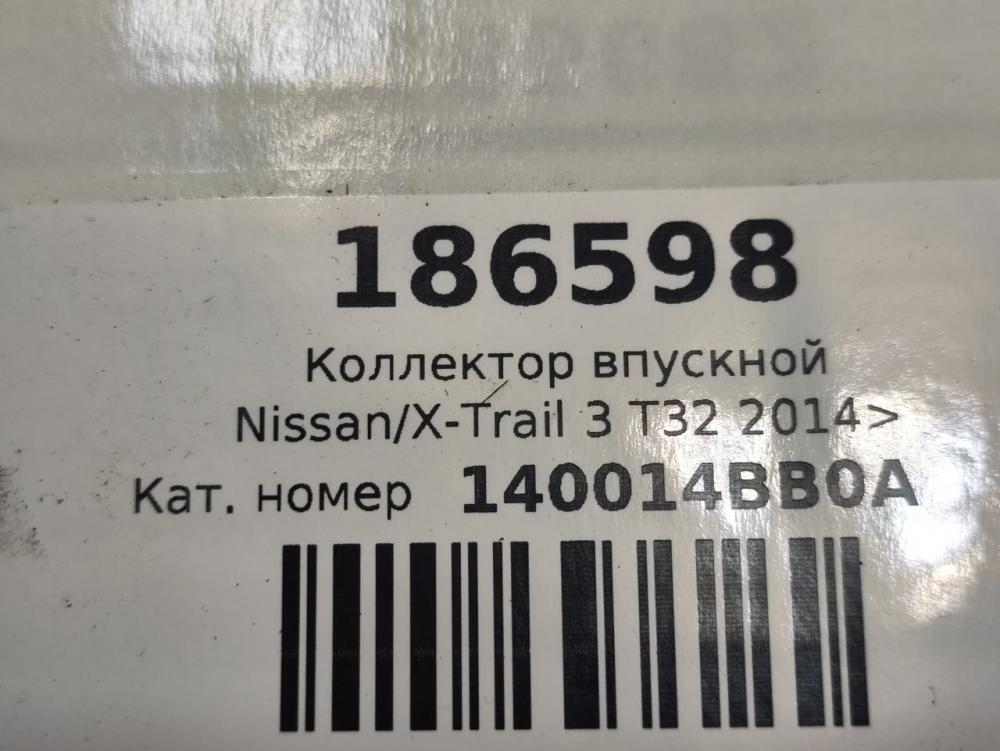 186598
Коллектор впускной
Nissan/X-Trail 3 T32 2014>
Кат. номер 140014BB0A